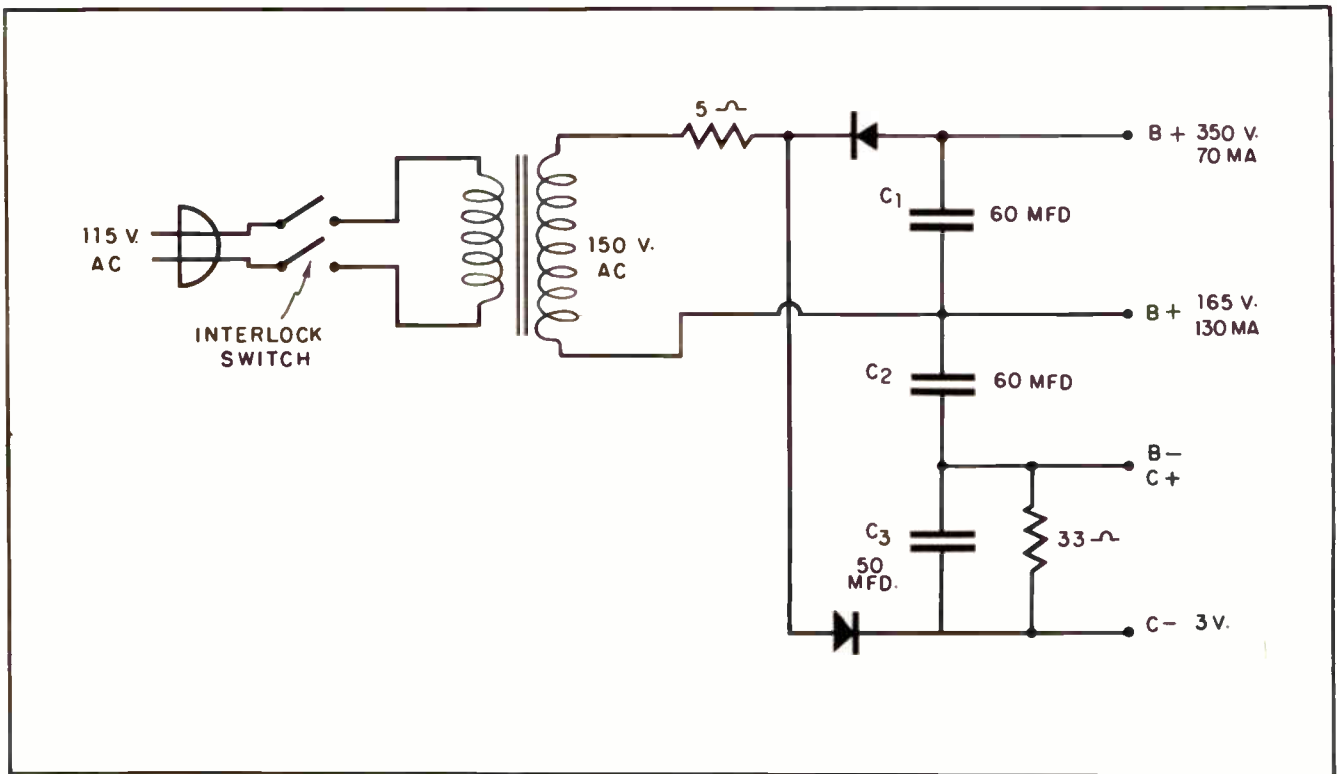 5 Ω
B+ 350 V.
70 MA
C1
60 MFD
115 V.
AC
150 V.
AC
B+ 165 V.
130 MA
INTERLOCK
SWITCH
C2
60 MFD
B-
C+
C3
50
MFD.
33 Ω
C- 3 V.